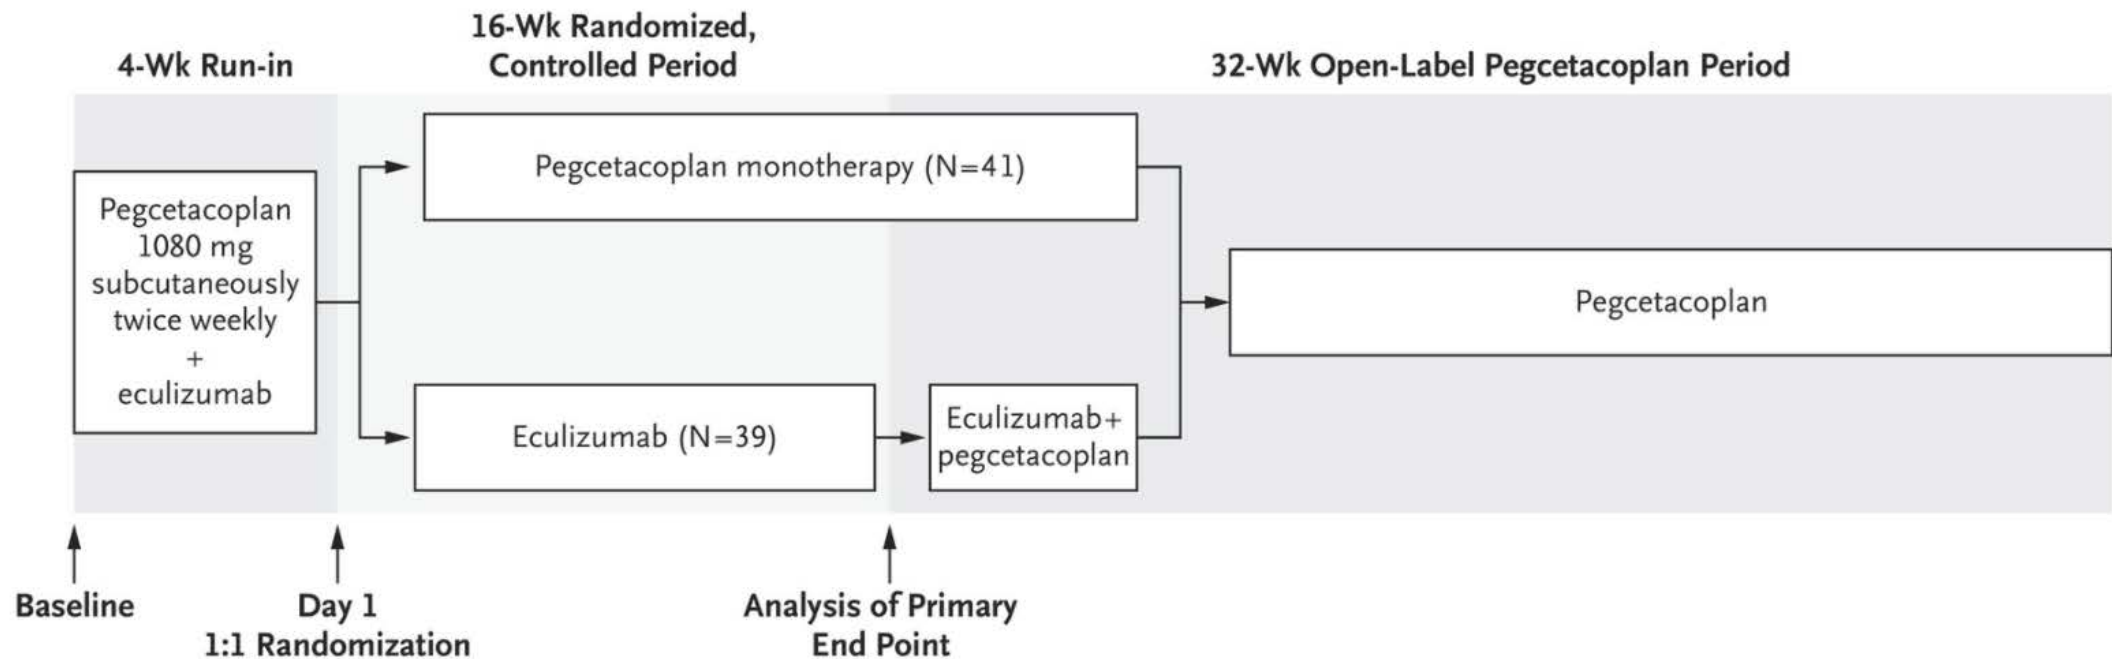 4-Wk Run-in
16-Wk Randomized,
Controlled Period
32-Wk Open-Label Pegcetacoplan Period
Pegcetacoplan
1080 mg
subcutaneously
twice weekly
+
eculizumab
Pegcetacoplan monotherapy (N=41)
Eculizumab (N=39)
Eculizumab+
pegcetacoplan
Pegcetacoplan
Baseline
Day 1
1:1 Randomization
Analysis of Primary
End Point